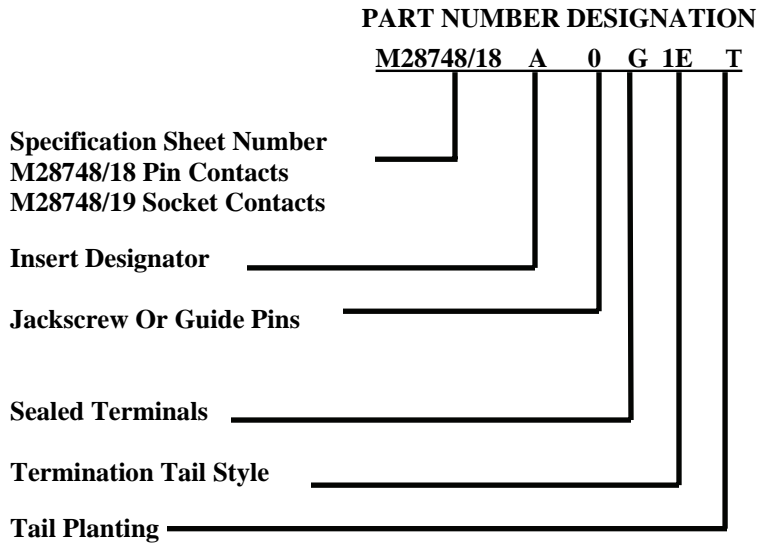 PART NUMBER DESIGNATION
M28748/18 A 0 G 1E T
Specification Sheet Number
M28748/18 Pin Contacts
M28748/19 Socket Contacts
Insert Designator
Jackscrew Or Guide Pins
Sealed Terminals
Termination Tail Style
Tail Planting